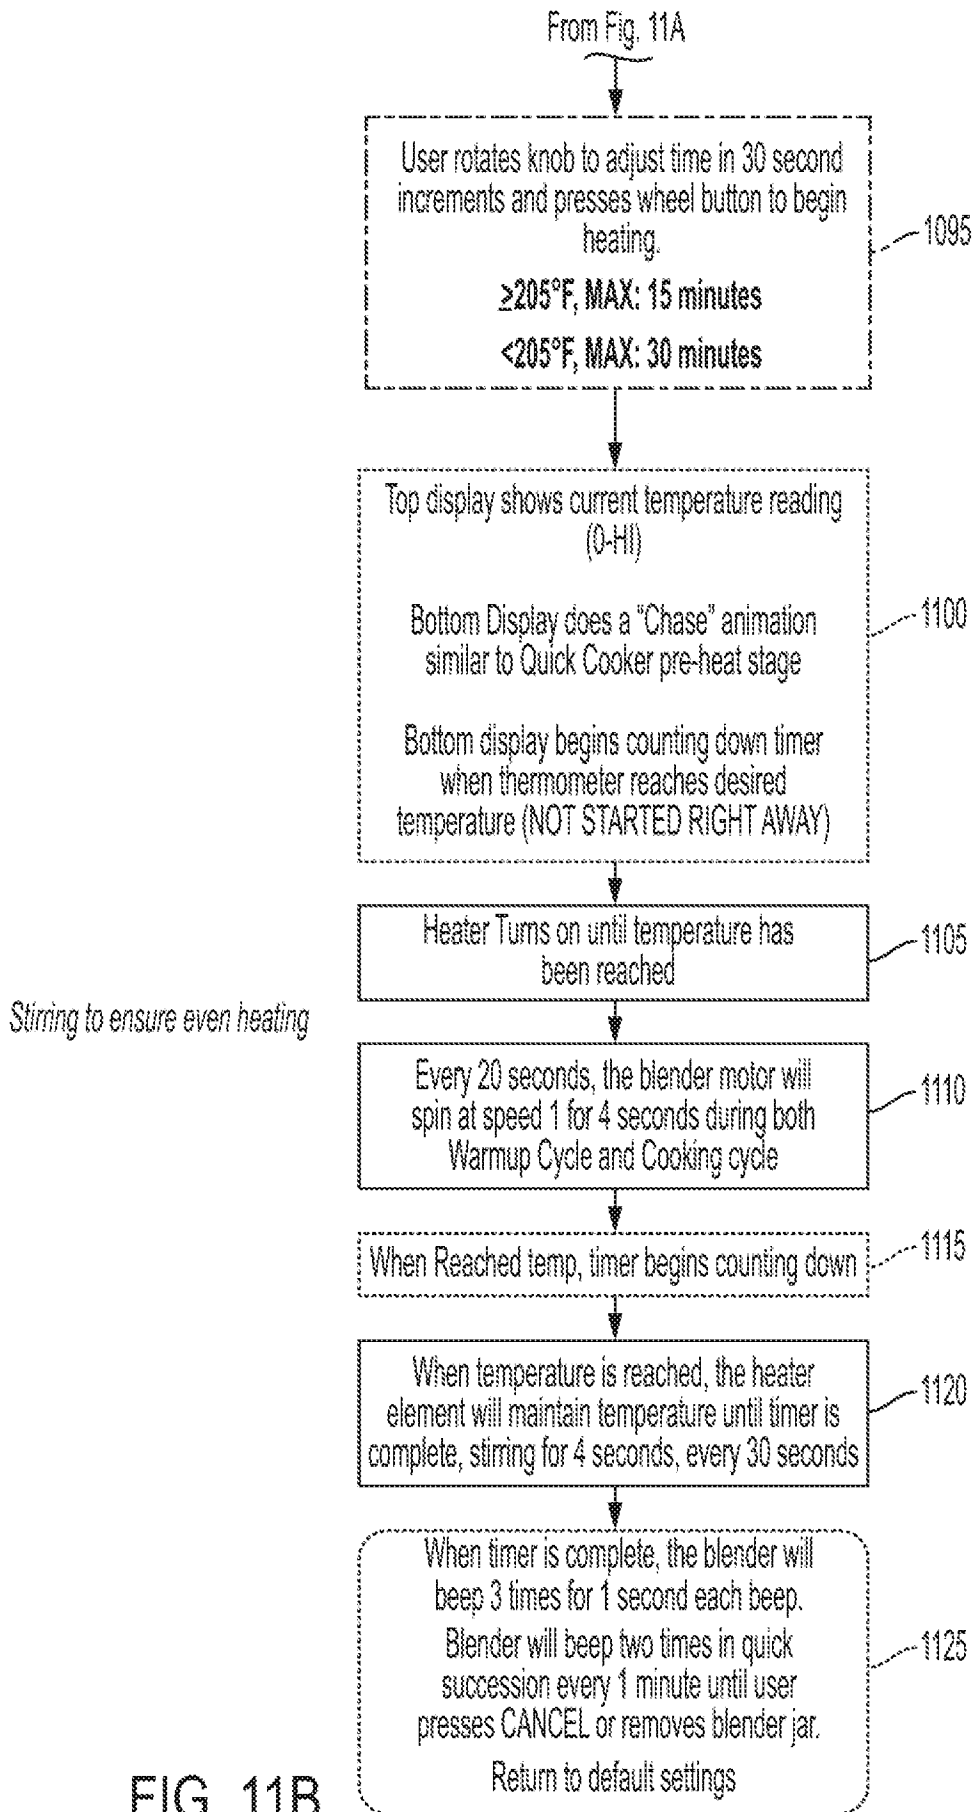 From Fig. 11A
User rotates knob to adjust time in 30 second
increments and presses wheel button to begin
heating.
≥205°F, MAX: 15 minutes
<205°F, MAX: 30 minutes
1095
Top display shows current temperature reading
(0-HI)
Bottom Display does a “Chase” animation
similar to Quick Cooker pre-heat stage
Bottom display begins counting down timer
when thermometer reaches desired
temperature (NOT STARTED RIGHT AWAY)
1100
Heater Turns on until temperature has
been reached
1105
Stirring to ensure even heating
Every 20 seconds, the blender motor will
spin at speed 1 for 4 seconds during both
Warmup Cycle and Cooking cycle
1110
When Reached temp, timer begins counting down
1115
When temperature is reached, the heater
element will maintain temperature until timer is
complete, stirring for 4 seconds, every 30 seconds
1120
When timer is complete, the blender will
beep 3 times for 1 second each beep.
Blender will beep two times in quick
succession every 1 minute until user
presses CANCEL or removes blender jar.
Return to default settings
1125
FIG. 11B